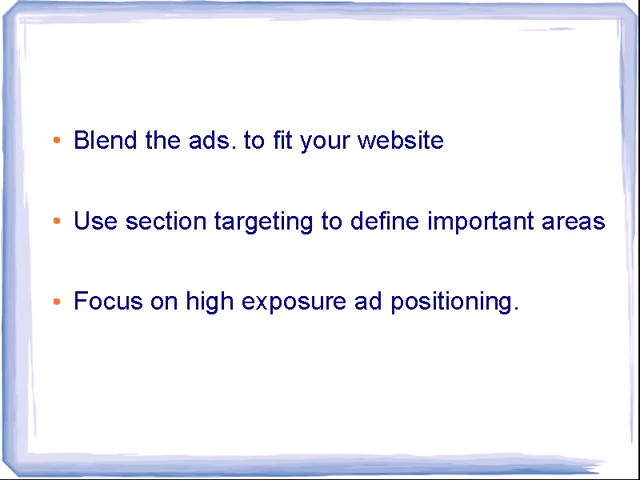 • Blend the ads. to fit your website
• Use section targeting to define important areas
• Focus on high exposure ad positioning.